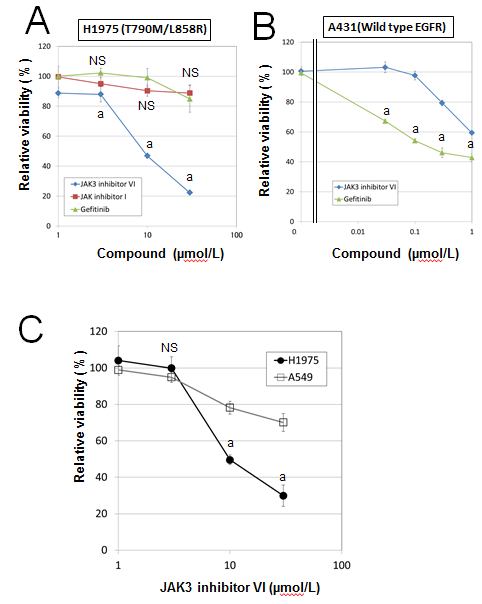 A
H1975 (T790M/L858R)
Relative viability ( % )
120
100
80
60
40
20
0
NS
NS
NS
a
a
a
JAK3 inhibitor VI
JAK inhibitor I
Gefitinib
1
10
100
Compound (µmol/L)
B
A431(Wild type EGFR)
Relative viability ( % )
120
100
80
60
40
20
0
a
a
a
a
JAK3 inhibitor VI
Gefitinib
0
0.01
0.1
1
Compound (µmol/L)
C
Relative viability ( % )
120
100
80
60
40
20
0
NS
a
a
H1975
A549
1
10
100
JAK3 inhibitor VI (µmol/L)